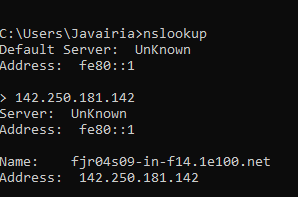 C:\Users\Javairia>nslookup
Default Server:  UnKnown
Address:  fe80::1
> 142.250.181.142
Server:  UnKnown
Address:  fe80::1
Name:    fjr04s09-in-f14.1e100.net
Address:  142.250.181.142